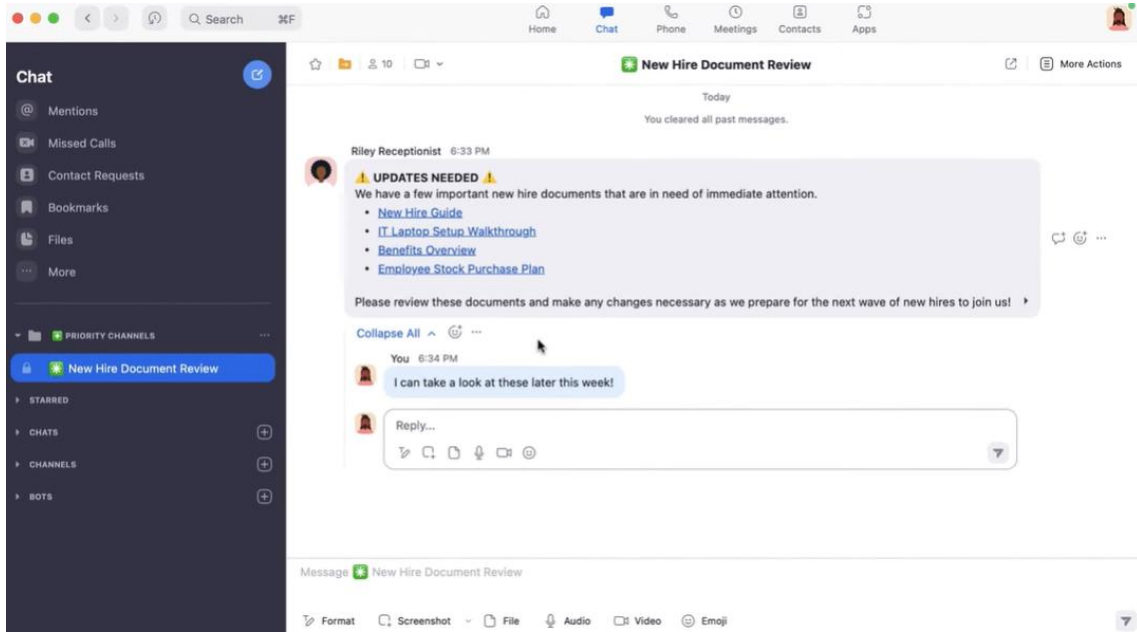 Search ⌘F
Home
Chat
Phone
Meetings
Contacts
Apps
Chat
Mentions
Missed Calls
Contact Requests
Bookmarks
Files
More
PRIORITY CHANNELS
New Hire Document Review
STARRED
CHATS
CHANNELS
BOTS
10
New Hire Document Review
More Actions
Today
You cleared all past messages.
Riley Receptionist 6:33 PM
⚠️ UPDATES NEEDED ⚠️
We have a few important new hire documents that are in need of immediate attention.
• New Hire Guide
• IT Laptop Setup Walkthrough
• Benefits Overview
• Employee Stock Purchase Plan
Please review these documents and make any changes necessary as we prepare for the next wave of new hires to join us!
Collapse All
You 6:34 PM
I can take a look at these later this week!
Reply...
Message ✳️ New Hire Document Review
Format
Screenshot
File
Audio
Video
Emoji